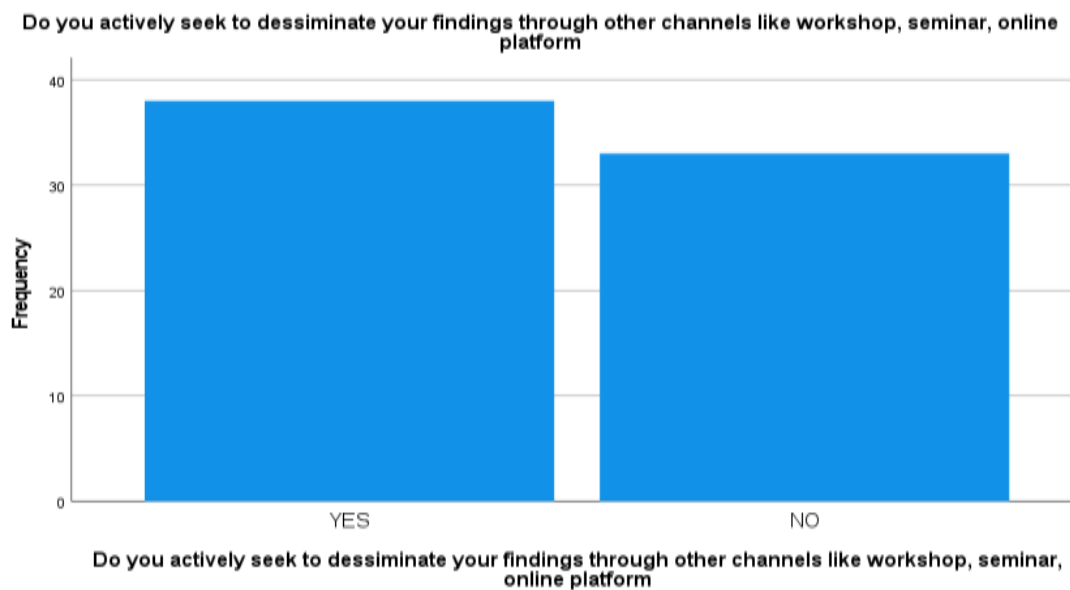 Do you actively seek to dessiminate your findings through other channels like workshop, seminar, online
platform
40
30
20
10
0
Frequency
YES
NO
Do you actively seek to dessiminate your findings through other channels like workshop, seminar,
online platform